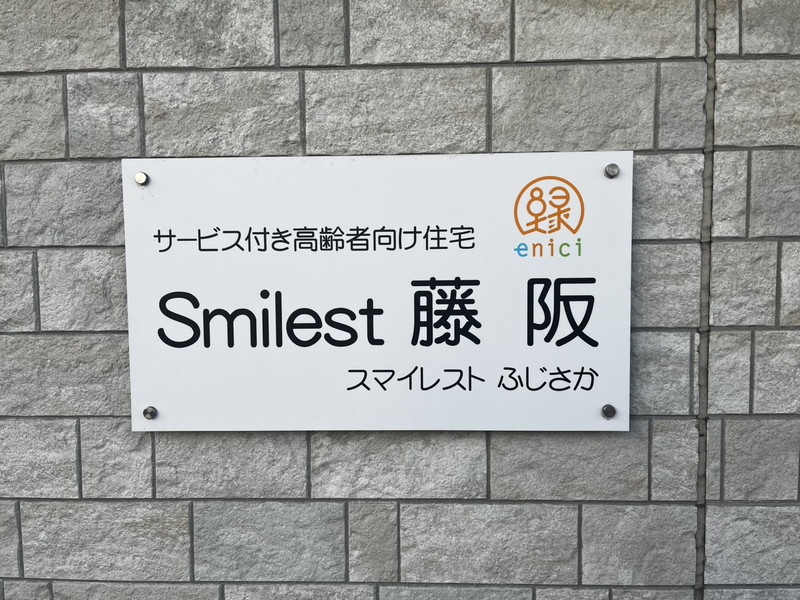 縁
enici
サービス付き高齢者向け住宅
Smilest 藤 阪
スマイレスト ふじさか